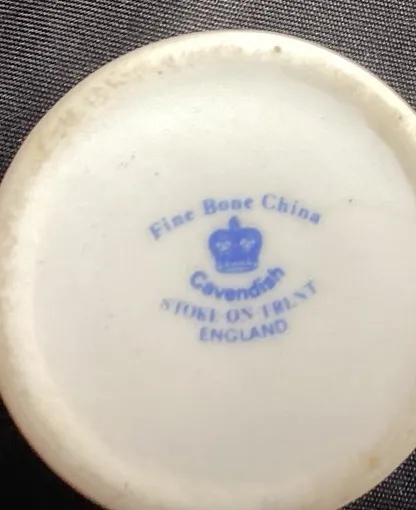 Fine Bone China
Cavendish
STOKE ON TRENT
ENGLAND